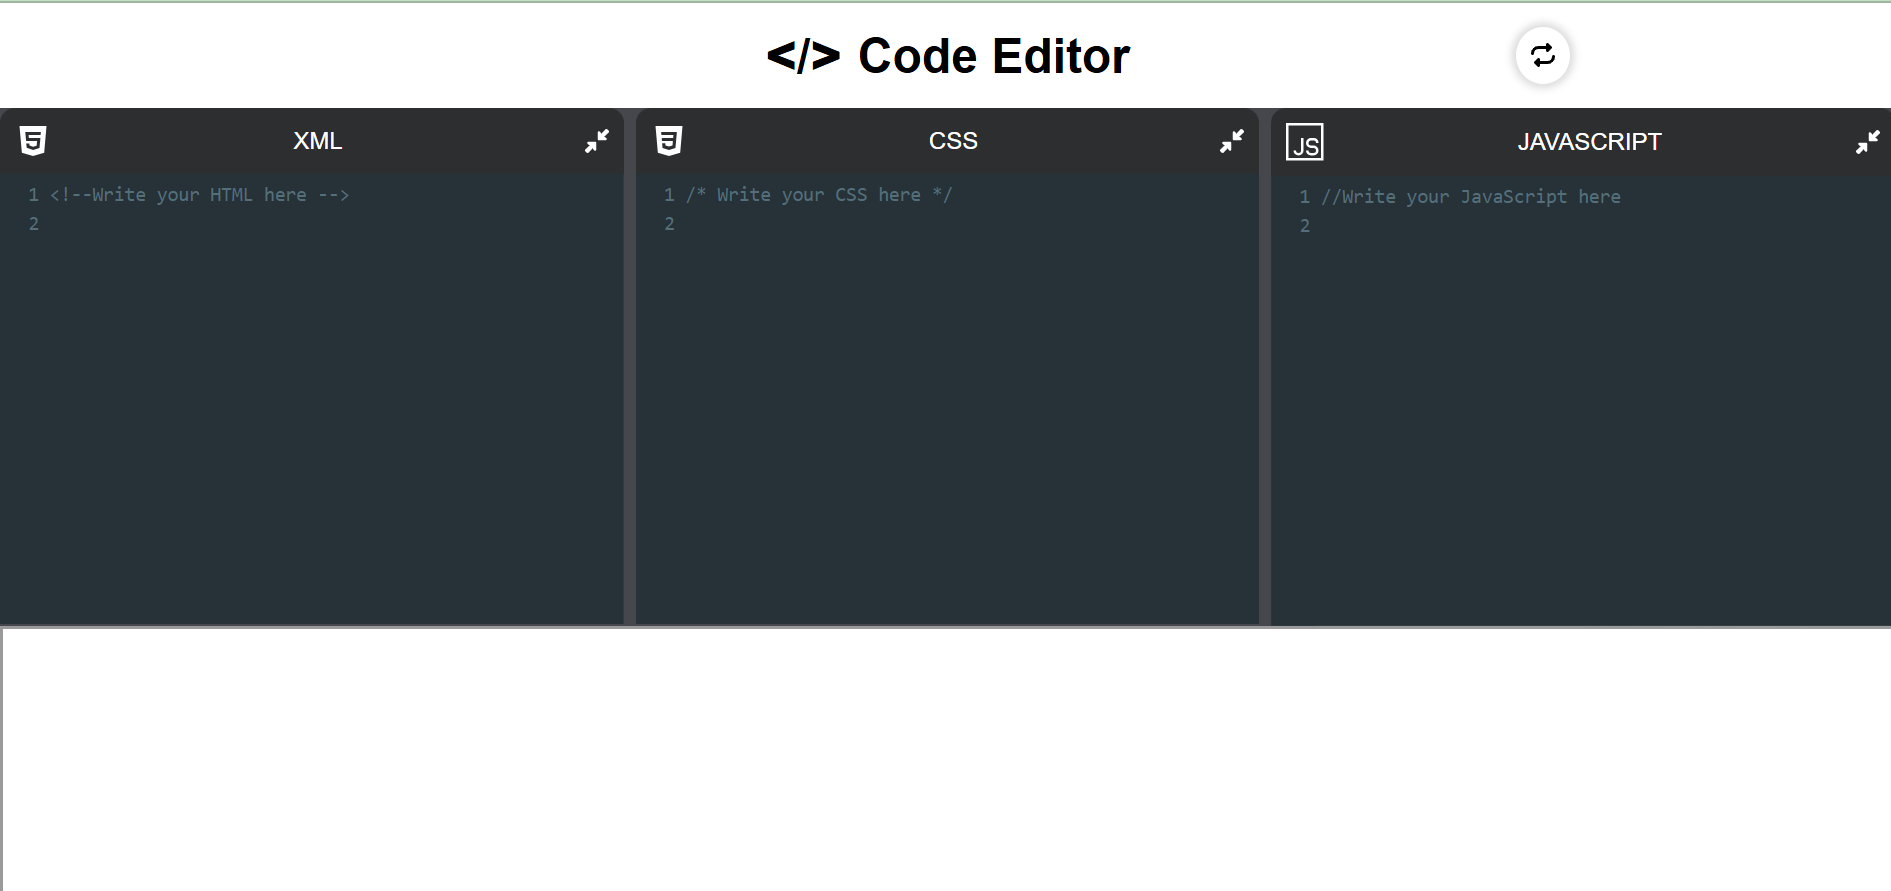 </> Code Editor
XML
1 <!--Write your HTML here -->
2
CSS
1 /* Write your CSS here */
2
JS JAVASCRIPT
1 //Write your JavaScript here
2